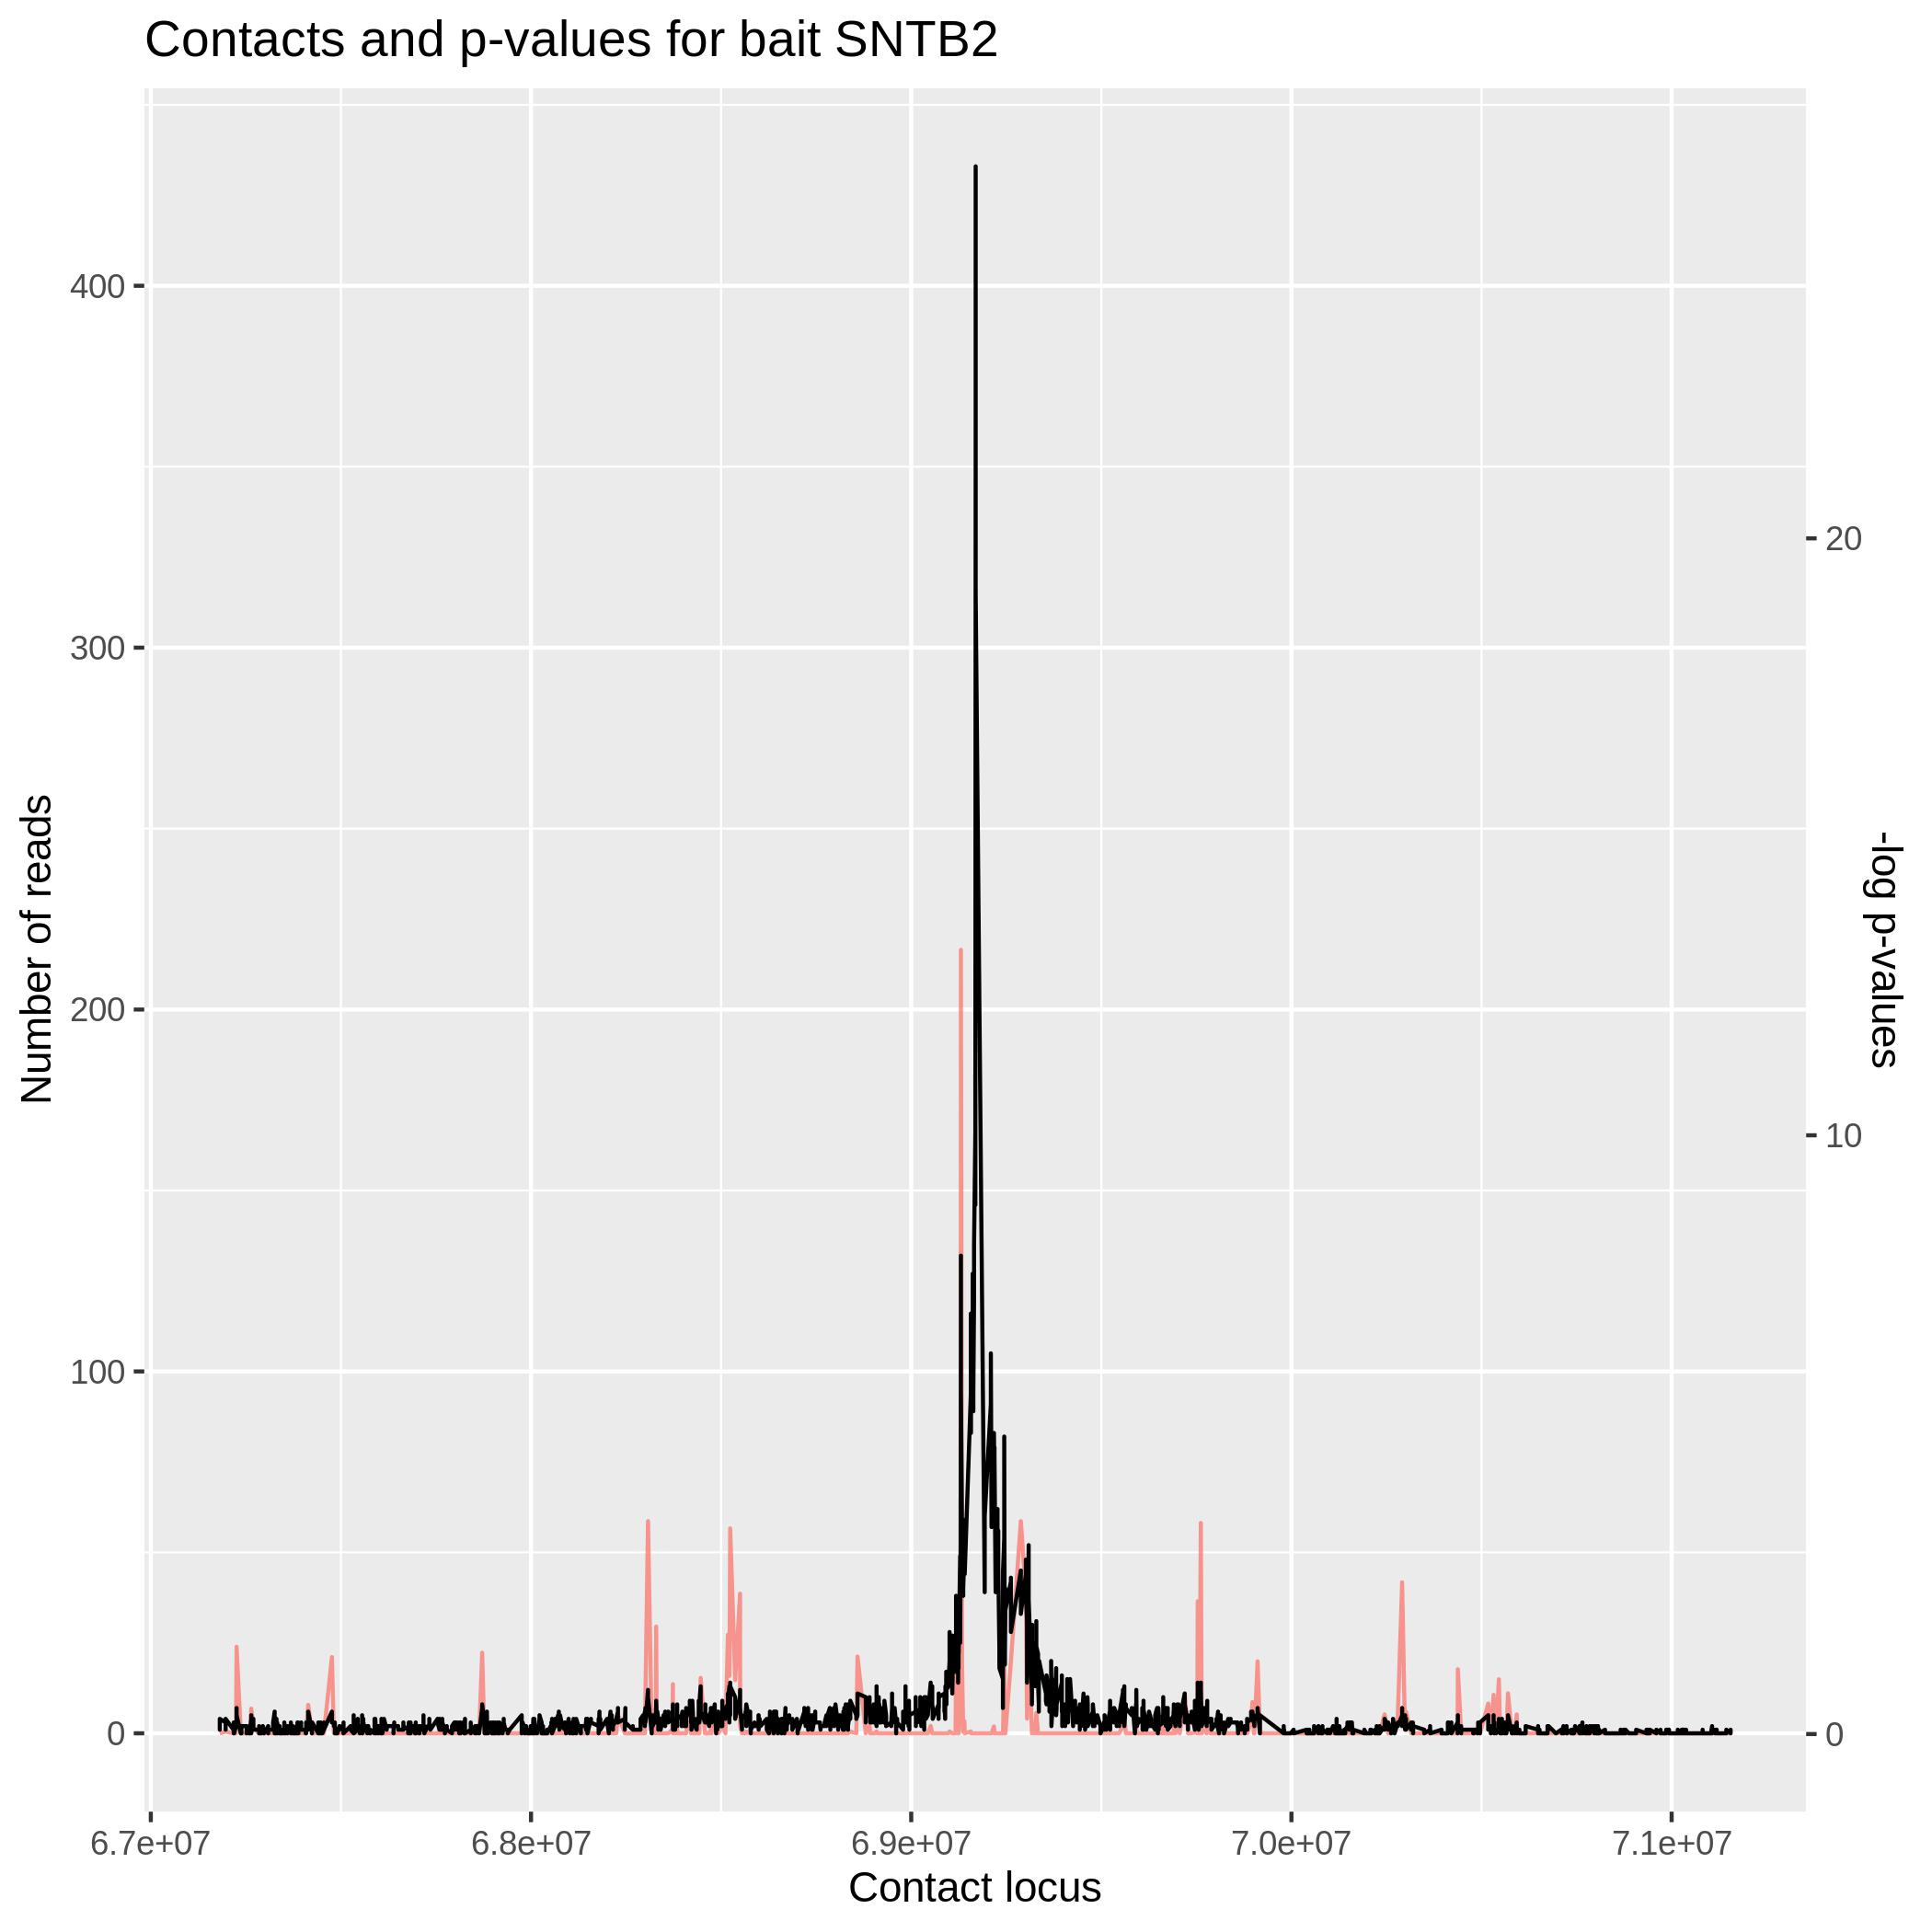 Contacts and p-values for bait SNTB2
400
300
200
100
0
Number of reads
20
10
0
-log p-values
6.7e+07 6.8e+07 6.9e+07 7.0e+07 7.1e+07
Contact locus